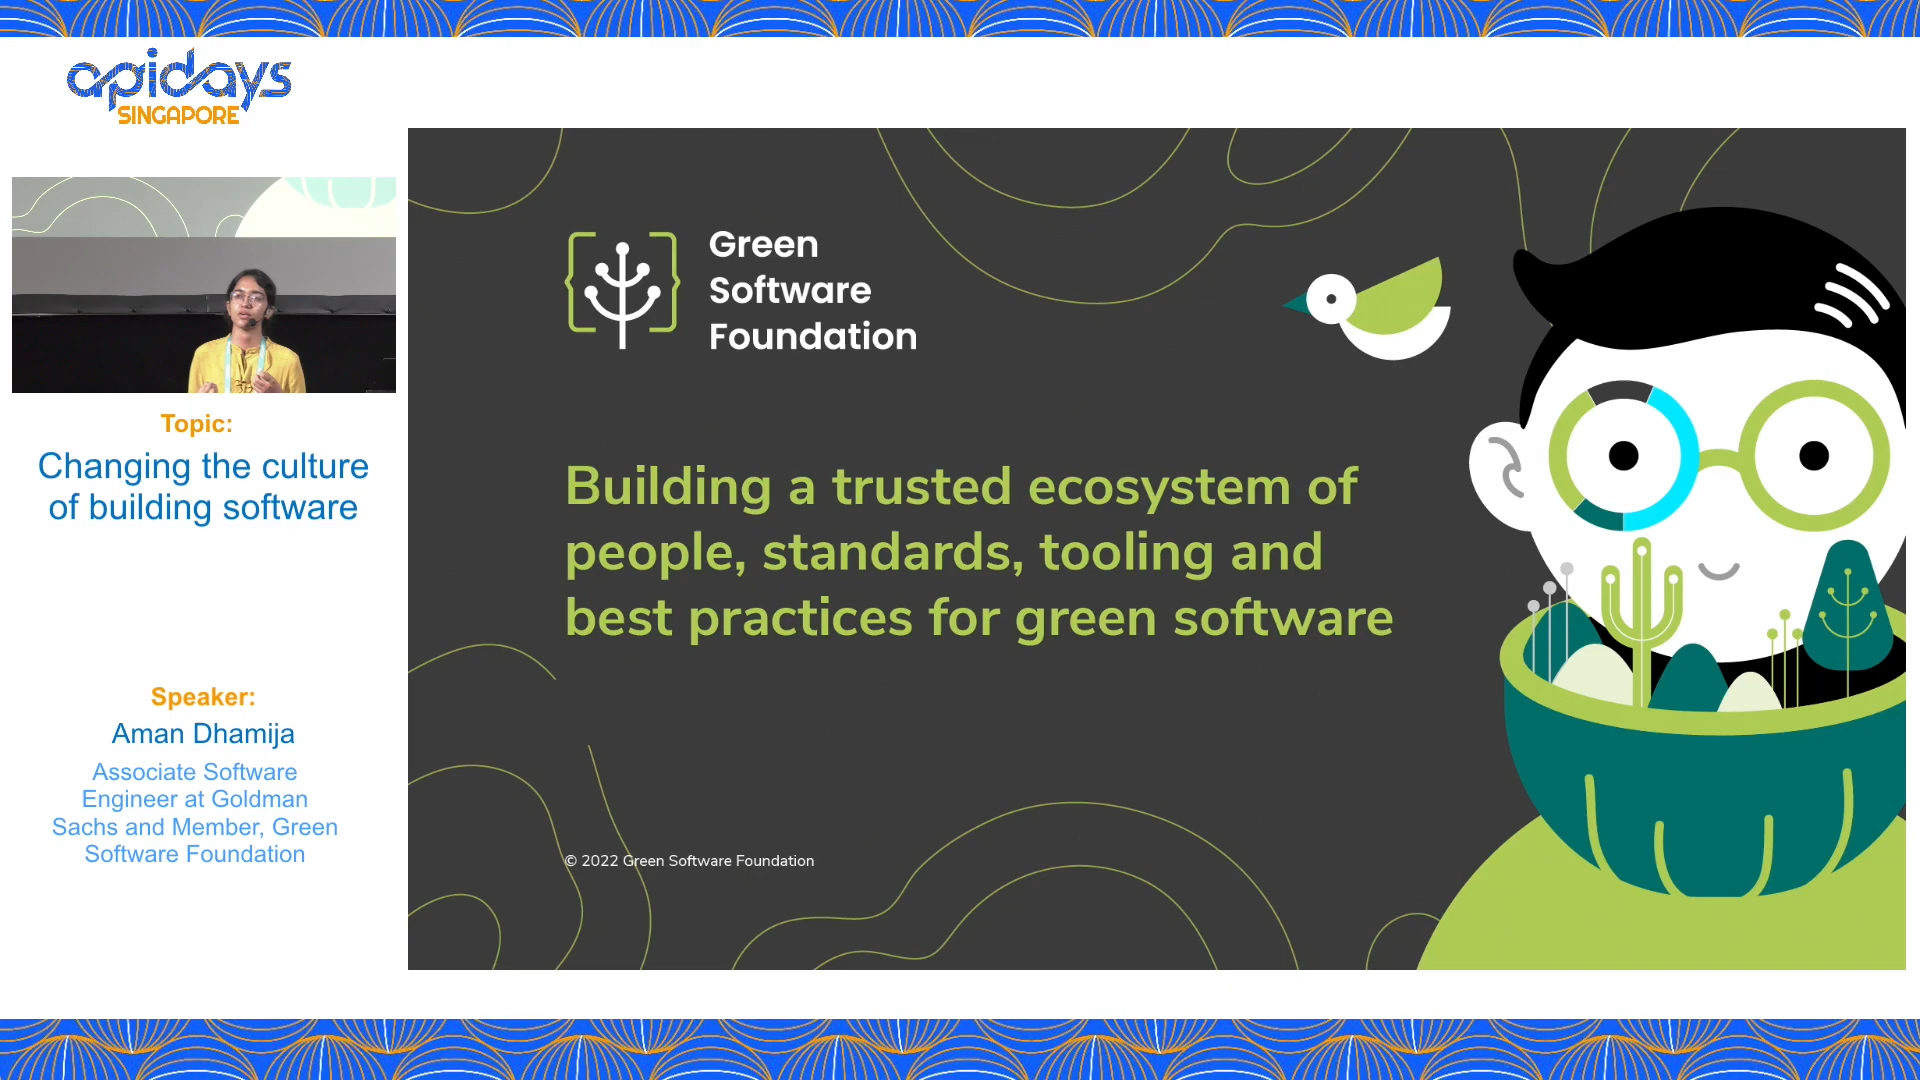 apidays
SINGAPORE
Topic:
Changing the culture
of building software
Speaker:
Aman Dhamija
Associate Software
Engineer at Goldman
Sachs and Member, Green
Software Foundation
Green
Software
Foundation
Building a trusted ecosystem of
people, standards, tooling and
best practices for green software
© 2022 Green Software Foundation